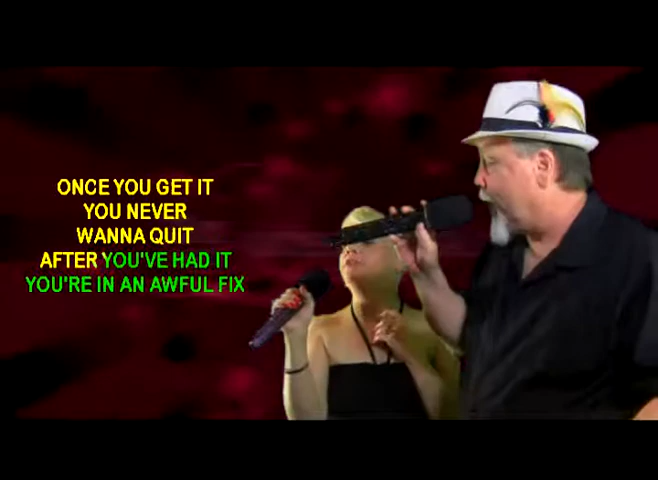 ONCE YOU GET IT
YOU NEVER
WANNA QUIT
AFTER YOU'VE HAD IT
YOU'RE IN AN AWFUL FIX